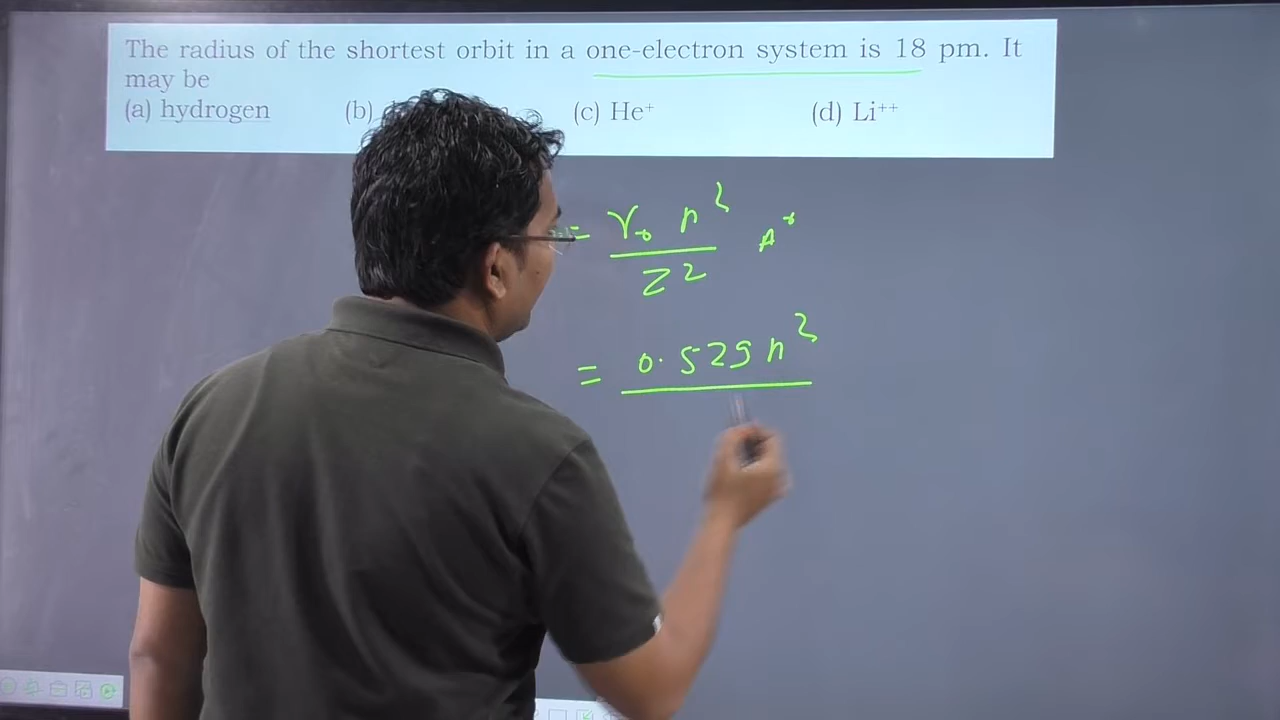 The radius of the shortest orbit in a one-electron system is 18 pm. It
may be
(a) hydrogen (b) (c) He⁺ (d) Li⁺⁺
= r₀ n² A°
Z²
= 0.529 n²